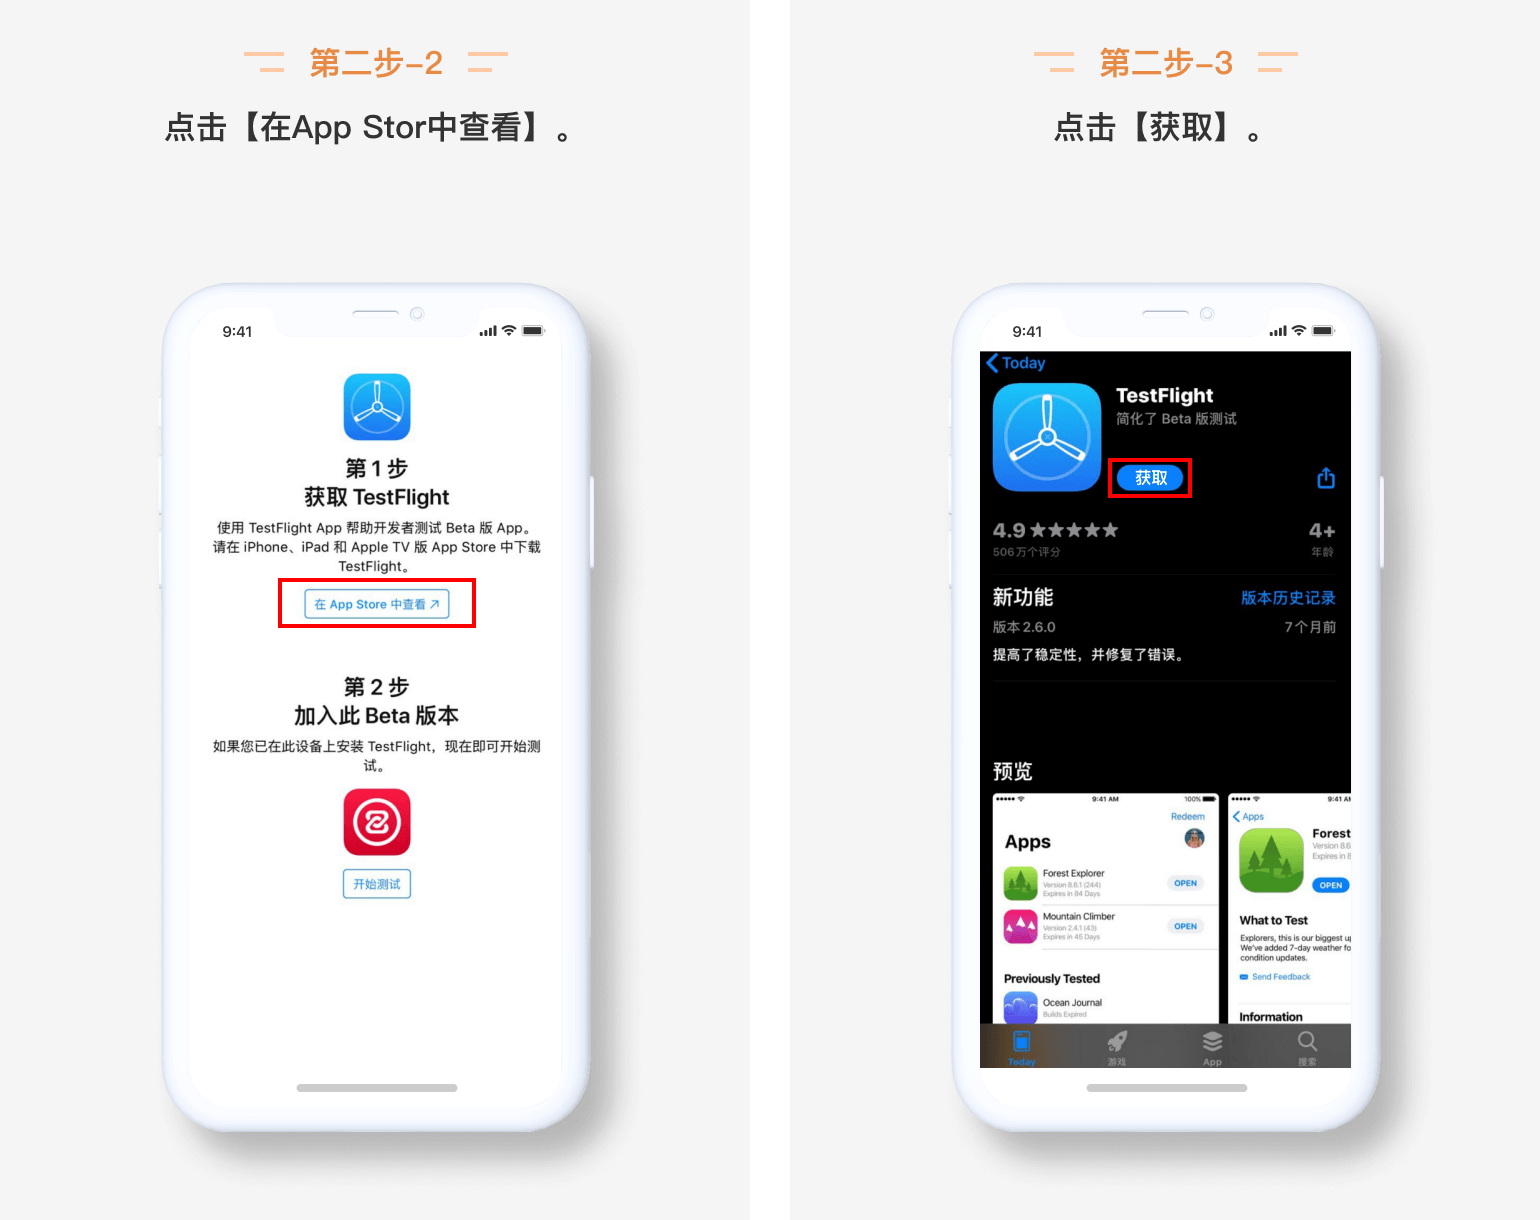 第二步-2
点击【在App Stor中查看】。
9:41
第 1 步
获取 TestFlight
使用 TestFlight App 帮助开发者测试 Beta 版 App。
请在 iPhone、iPad 和 Apple TV 版 App Store 中下载
TestFlight。
在 App Store 中查看
第 2 步
加入此 Beta 版本
如果您已在此设备上安装 TestFlight，现在即可开始测
试。
开始测试
第二步-3
点击【获取】。
9:41
Today
TestFlight
简化了 Beta 版测试
获取
4.9 ★★★★★
4+
506万个评分
年龄
新功能
版本历史记录
版本 2.6.0
7 个月前
提高了稳定性，并修复了错误。
预览
9:41 AM
100%
Redeem
Apps
Forest Explorer
Version 8.6.1 (244)
Expires in 84 Days
OPEN
Mountain Climber
Version 2.4.1 (43)
Expires in 45 Days
OPEN
Previously Tested
Ocean Journal
Builds Expired
9:41 AM
Apps
Forest
Version 8.6
Expires in 8
OPEN
What to Test
Explorers, this is our biggest up
We've added 7-day weather fo
condition updates.
Send Feedback
Information
Today
游戏
App
搜索